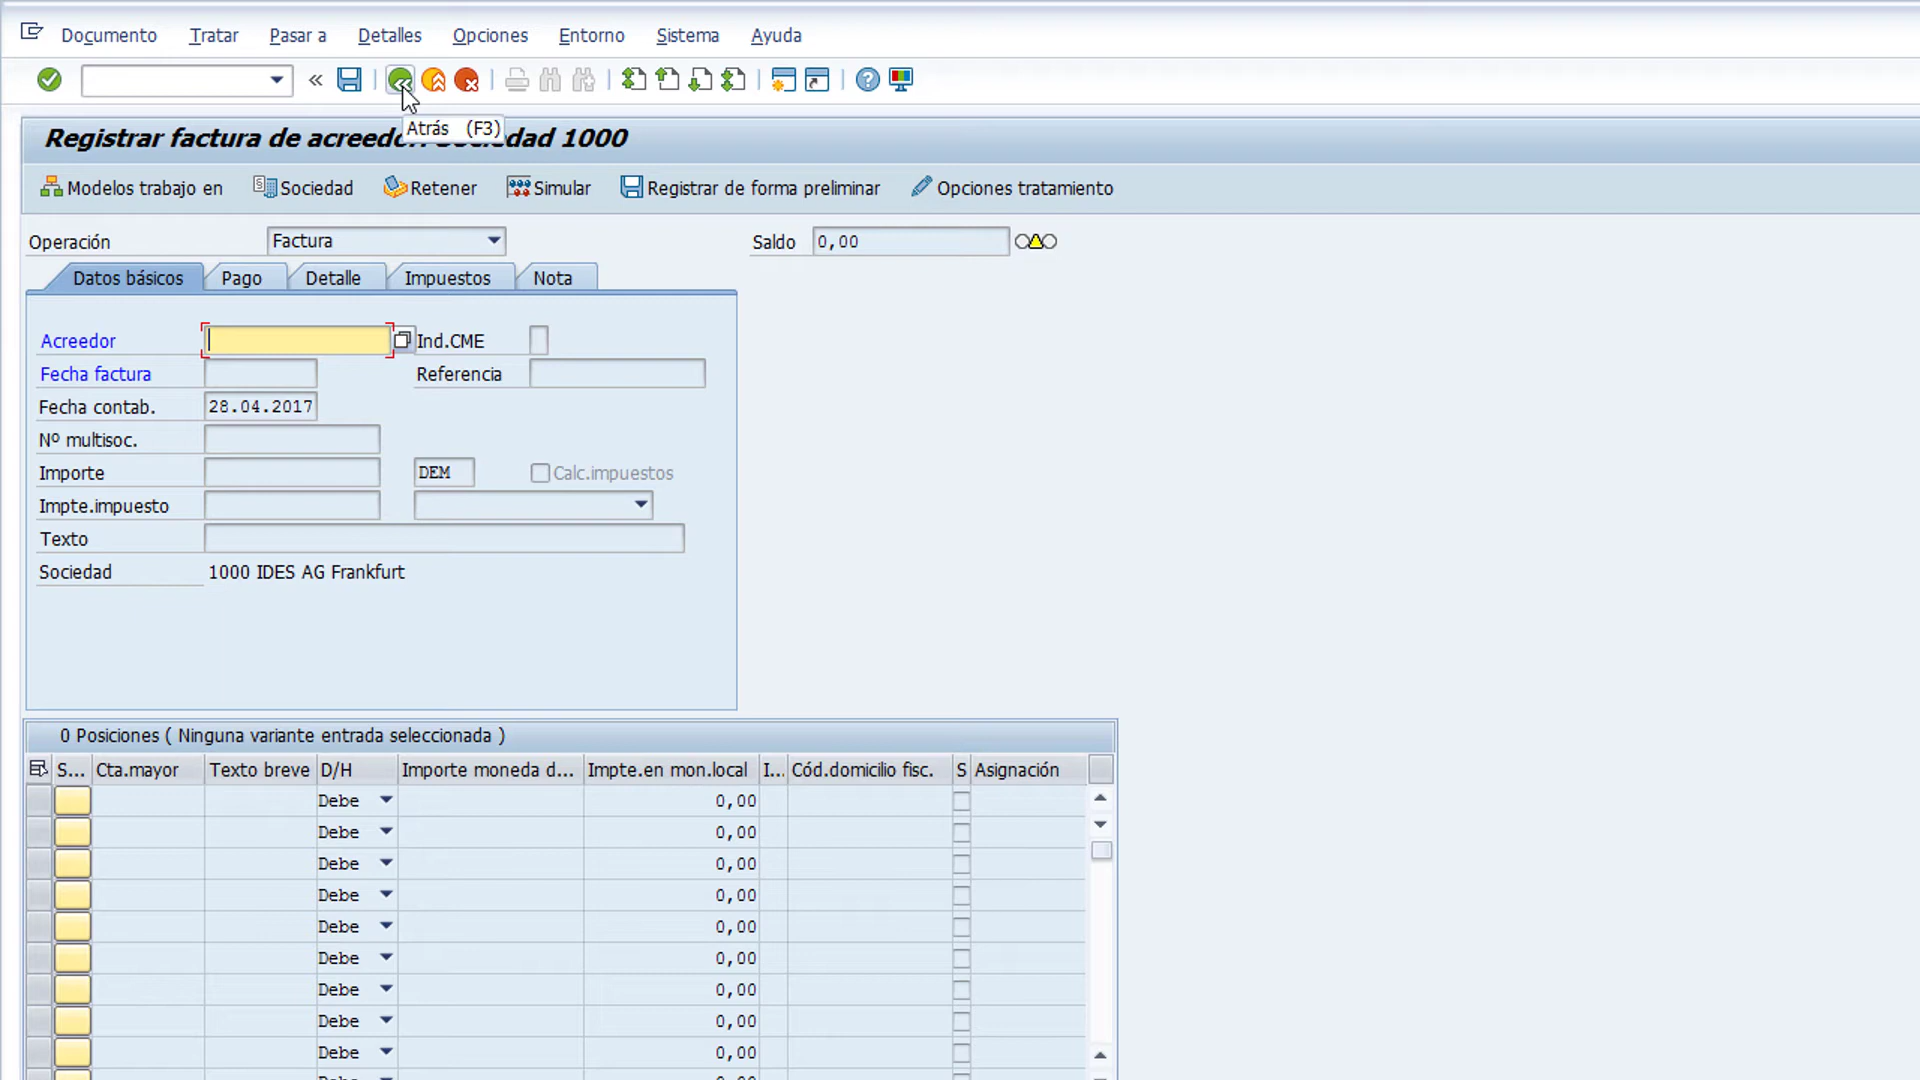 Documento Tratar Pasar a Detalles Opciones Entorno Sistema Ayuda
Atrás (F3)
Registrar factura de acreedor: Sociedad 1000
Modelos trabajo en Sociedad Retener Simular Registrar de forma preliminar Opciones tratamiento
Operación Factura Saldo 0,00
Datos básicos Pago Detalle Impuestos Nota
Acreedor Ind.CME
Fecha factura Referencia
Fecha contab. 28.04.2017
Nº multisoc.
Importe DEM Calc.impuestos
Impte.impuesto
Texto
Sociedad 1000 IDES AG Frankfurt
0 Posiciones ( Ninguna variante entrada seleccionada )
S... Cta.mayor Texto breve D/H Importe moneda d... Impte.en mon.local I... Cód.domicilio fisc. S Asignación
Debe 0,00
Debe 0,00
Debe 0,00
Debe 0,00
Debe 0,00
Debe 0,00
Debe 0,00
Debe 0,00
Debe 0,00